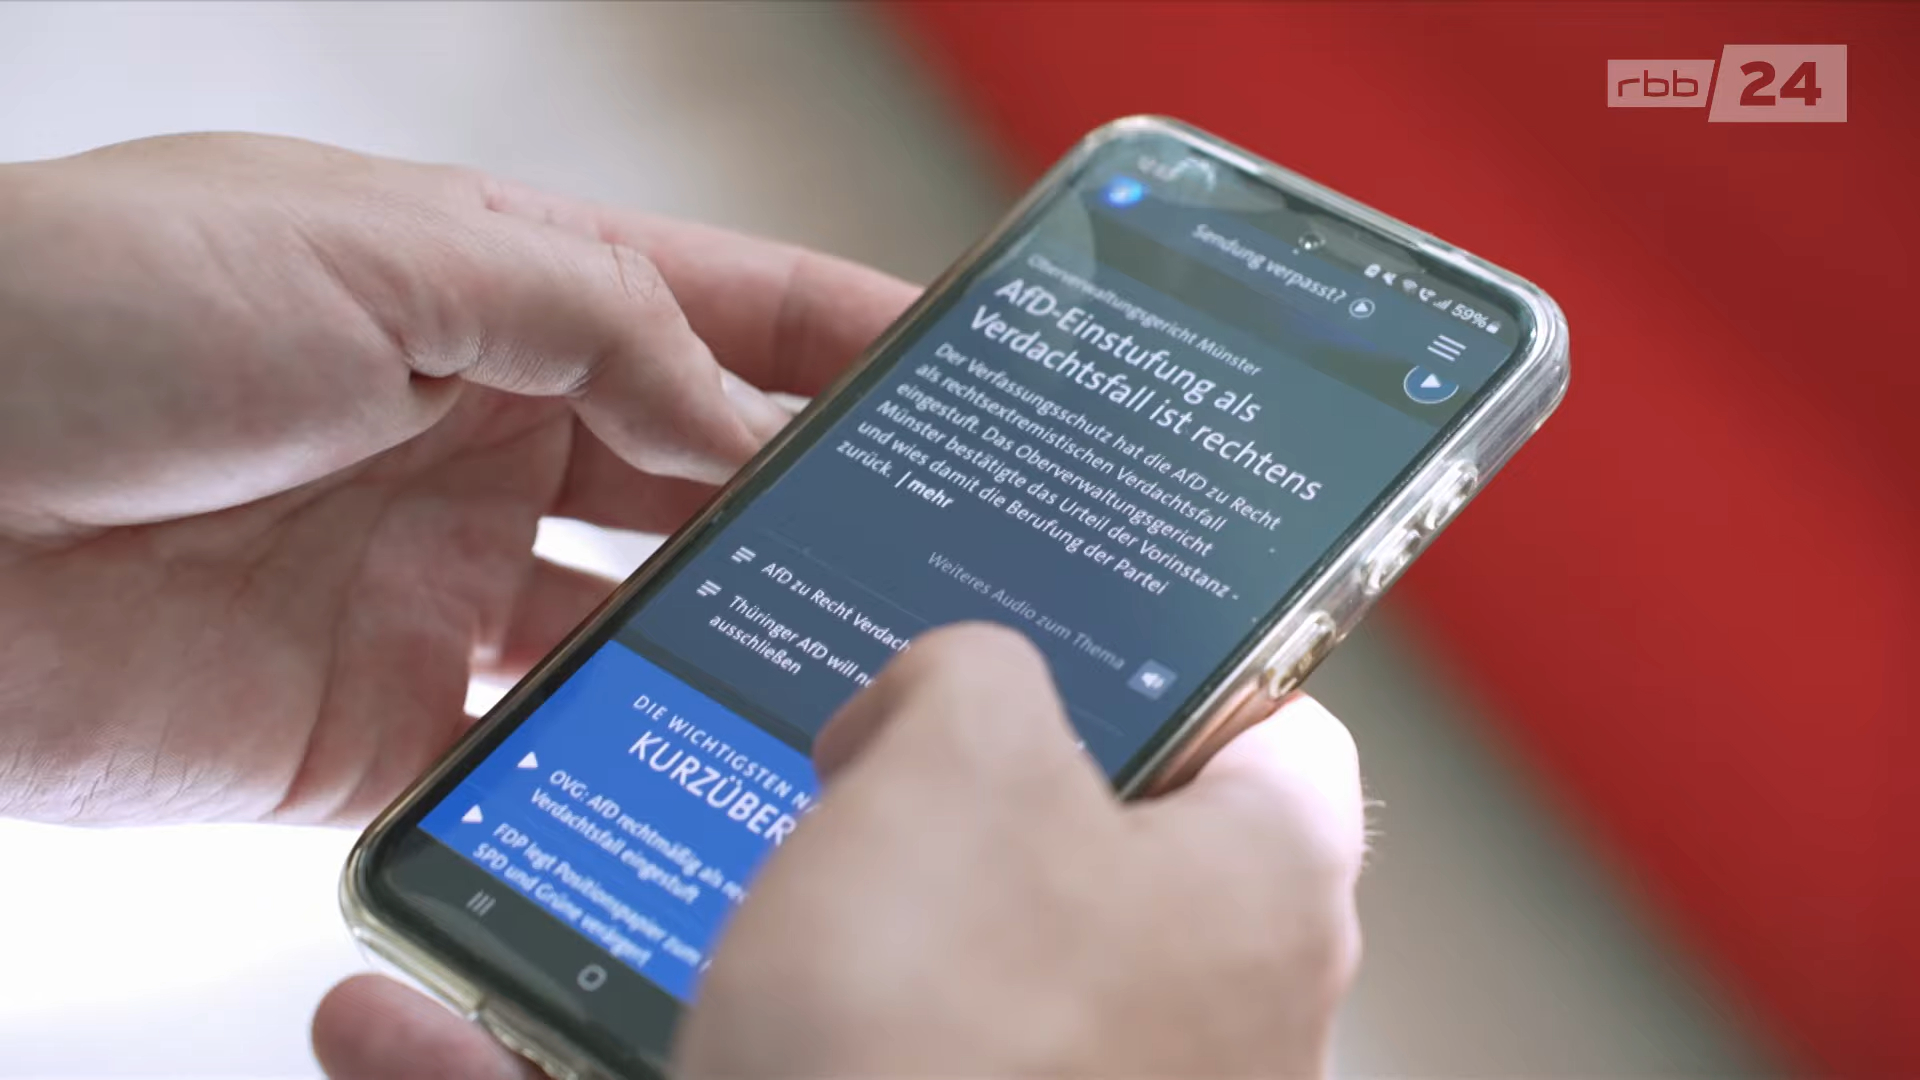 rbb 24
59%
Sendung verpasst?
Oberverwaltungsgericht Münster
AfD-Einstufung als
Verdachtsfall ist rechtens
Der Verfassungsschutz hat die AfD zu Recht
als rechtsextremistischen Verdachtsfall
eingestuft. Das Oberverwaltungsgericht
Münster bestätigte das Urteil der Vorinstanz -
und wies damit die Berufung der Partei
zurück. | mehr
Weiteres Audio zum Thema
AfD zu Recht
Thüringer AfD will
ausschließen
DIE WICHTIGSTEN
OVG: AfD rechtmäßig als
Verdachtsfall eingestuft
FDP legt Positionspapier zum
SPD und Grüne verärgert